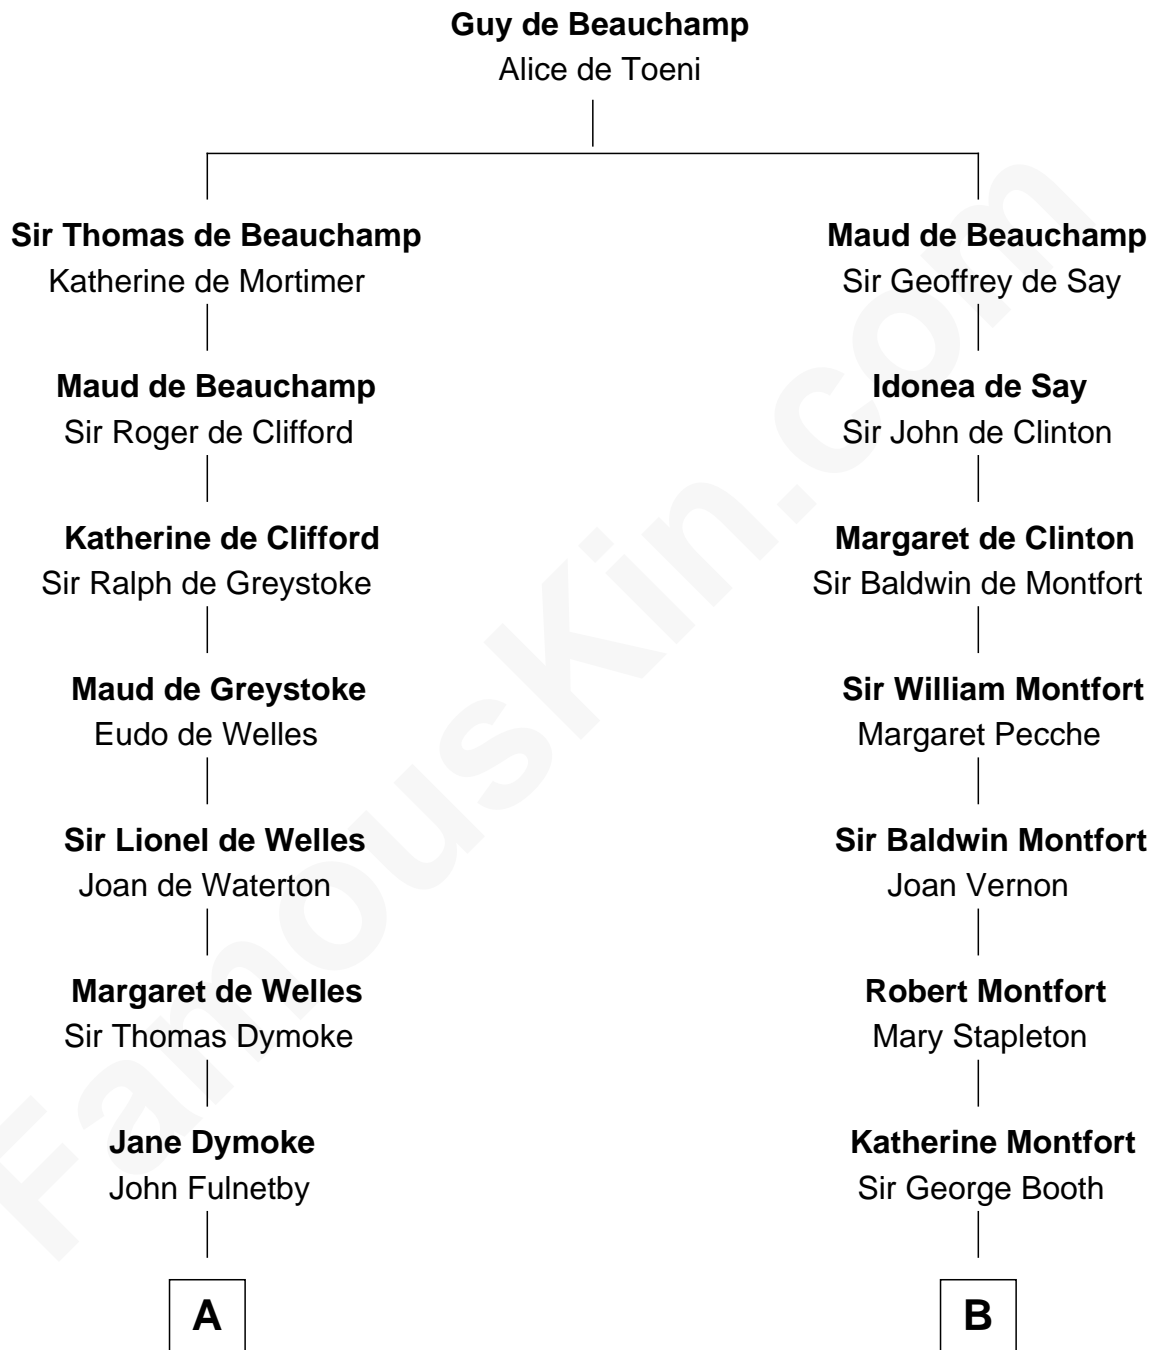 Guy de Beauchamp
Alice de Toeni
Sir Thomas de Beauchamp
Katherine de Mortimer
Maud de Beauchamp
Sir Geoffrey de Say
Maud de Beauchamp
Sir Roger de Clifford
Idonea de Say
Sir John de Clinton
Katherine de Clifford
Sir Ralph de Greystoke
Margaret de Clinton
Sir Baldwin de Montfort
Maud de Greystoke
Eudo de Welles
Sir William Montfort
Margaret Pecche
Sir Lionel de Welles
Joan de Waterton
Sir Baldwin Montfort
Joan Vernon
Margaret de Welles
Sir Thomas Dymoke
Robert Montfort
Mary Stapleton
Jane Dymoke
John Fulnetby
Katherine Montfort
Sir George Booth
A
B
FamousKin.com